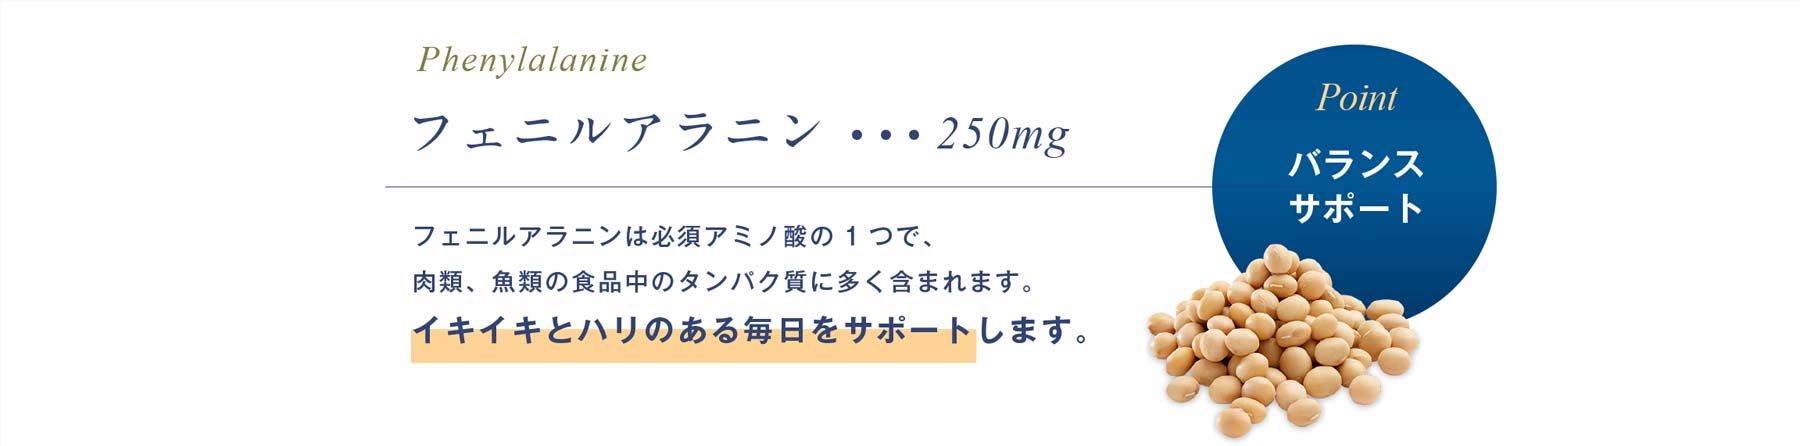 Phenylalanine
フェニルアラニン ・・・250mg
フェニルアラニンは必須アミノ酸の1つで、
肉類、魚類の食品中のタンパク質に多く含まれます。
イキイキとハリのある毎日をサポートします。
Point
バランス
サポート